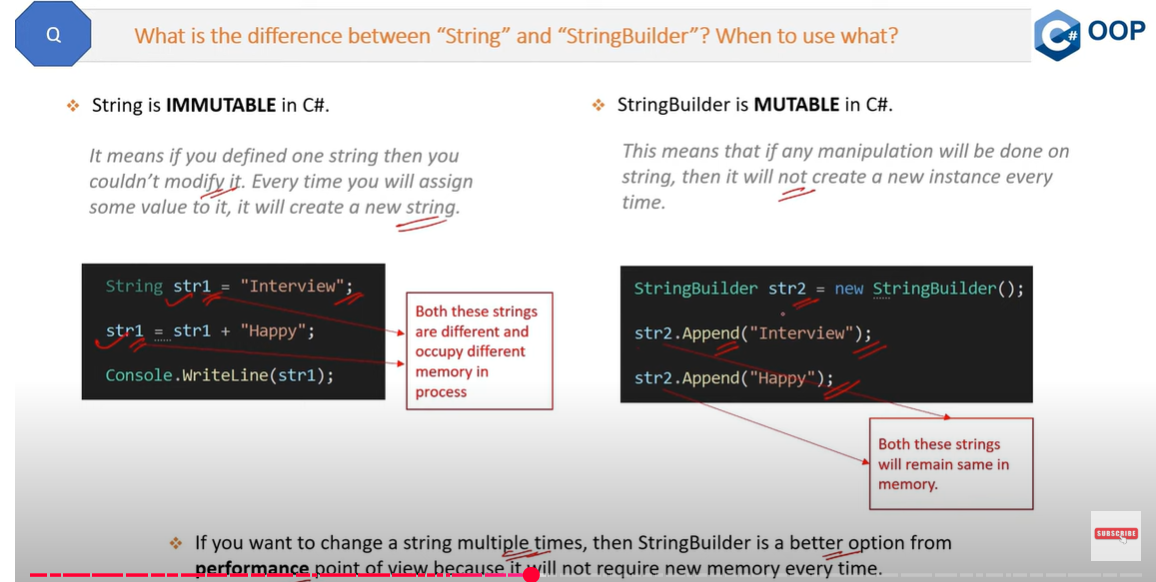 Q
What is the difference between “String” and “StringBuilder”? When to use what?
C# OOP
❖ String is IMMUTABLE in C#.
It means if you defined one string then you
couldn’t modify it. Every time you will assign
some value to it, it will create a new string.
String str1 = "Interview";
str1 = str1 + "Happy";
Console.WriteLine(str1);
Both these strings
are different and
occupy different
memory in
process
❖ StringBuilder is MUTABLE in C#.
This means that if any manipulation will be done on
string, then it will not create a new instance every
time.
StringBuilder str2 = new StringBuilder();
str2.Append("Interview");
str2.Append("Happy");
Both these strings
will remain same in
memory.
❖ If you want to change a string multiple times, then StringBuilder is a better option from
performance point of view because it will not require new memory every time.
SUBSCRIBE